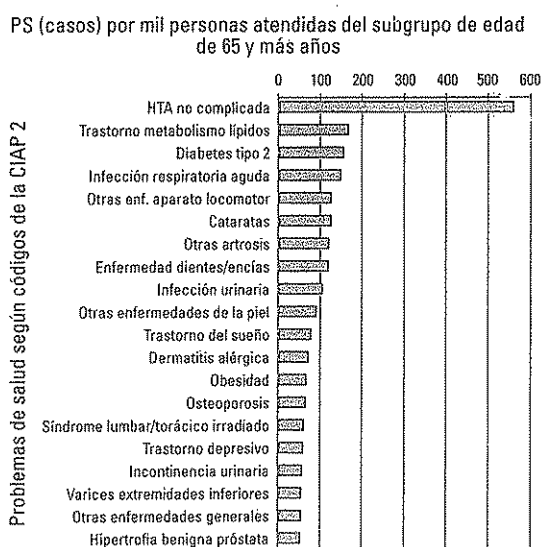 PS (casos) por mil personas atendidas del subgrupo de edad
de 65 y más años
0 100 200 300 400 500 600
Problemas de salud según códigos de la CIAP 2
HTA no complicada
Trastorno metabolismo lípidos
Diabetes tipo 2
Infección respiratoria aguda
Otras enf. aparato locomotor
Cataratas
Otras artrosis
Enfermedad dientes/encías
Infección urinaria
Otras enfermedades de la piel
Trastorno del sueño
Dermatitis alérgica
Obesidad
Osteoporosis
Síndrome lumbar/torácico irradiado
Trastorno depresivo
Incontinencia urinaria
Varices extremidades inferiores
Otras enfermedades generales
Hipertrofia benigna próstata